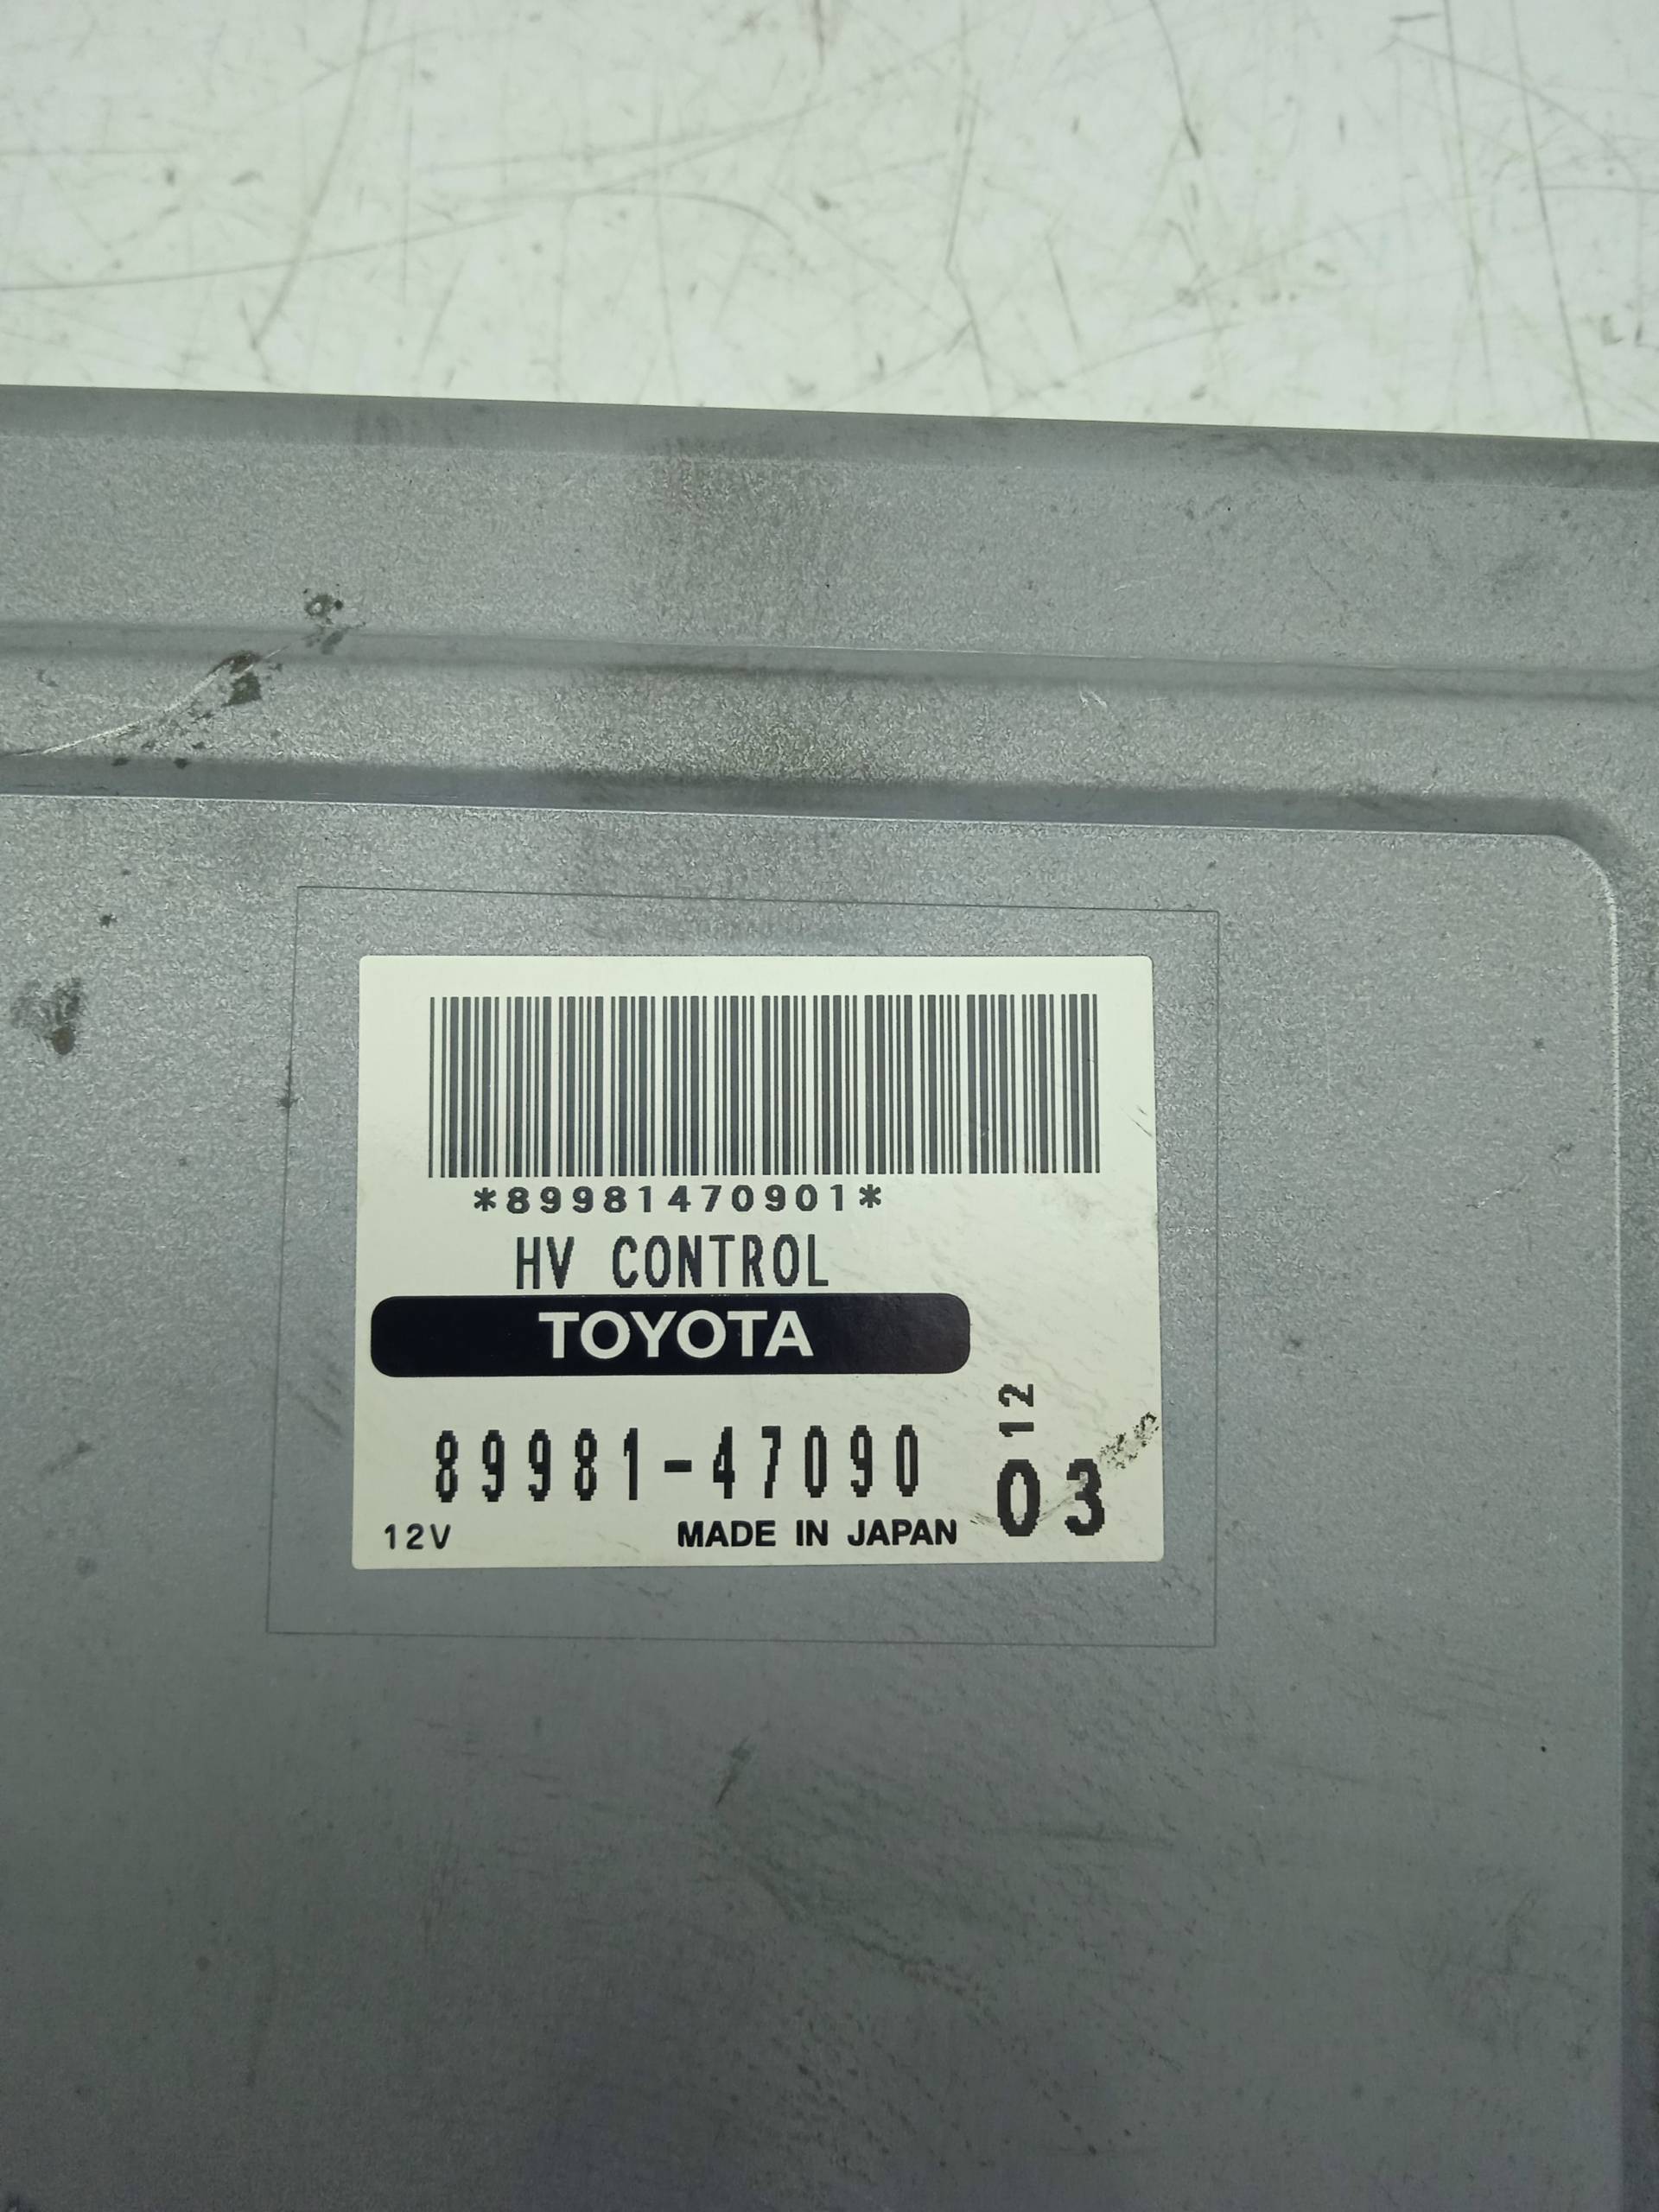 *89981470901*
HV CONTROL
TOYOTA
89981-47090
12
03
12V
MADE IN JAPAN